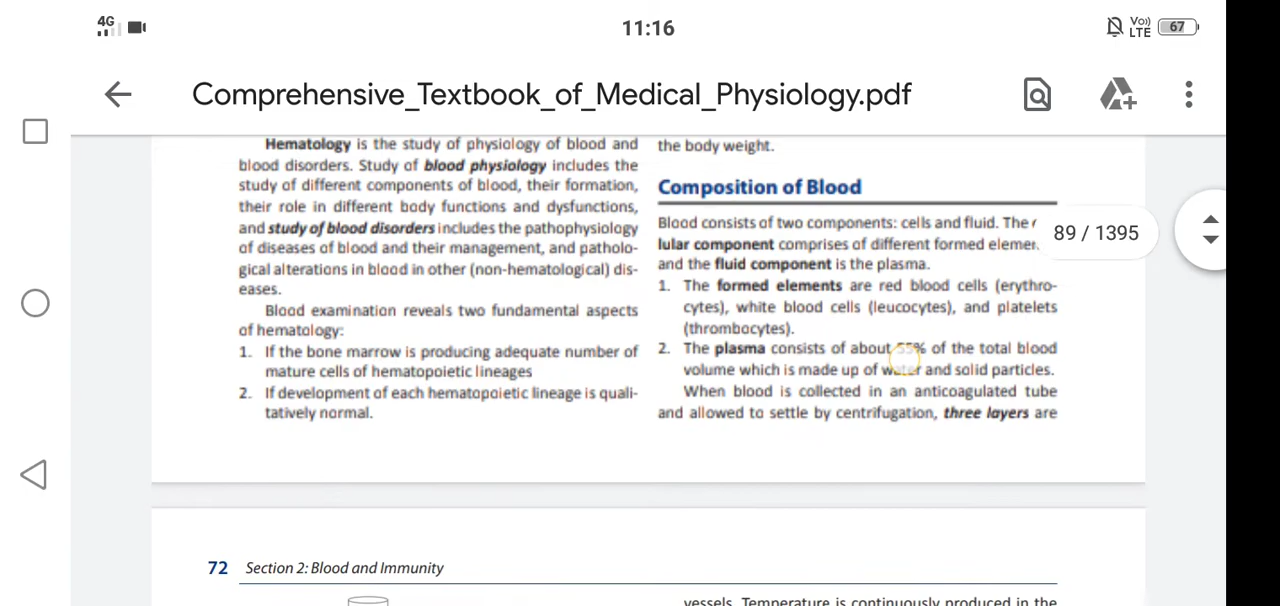 4G
11:16
Vo))
LTE
67
Comprehensive_Textbook_of_Medical_Physiology.pdf
Hematology is the study of physiology of blood and
blood disorders. Study of blood physiology includes the
study of different components of blood, their formation,
their role in different body functions and dysfunctions,
and study of blood disorders includes the pathophysiology
of diseases of blood and their management, and patholo-
gical alterations in blood in other (non-hematological) dis-
eases.
Blood examination reveals two fundamental aspects
of hematology:
1. If the bone marrow is producing adequate number of
mature cells of hematopoietic lineages
2. If development of each hematopoietic lineage is quali-
tatively normal.
the body weight.
Composition of Blood
Blood consists of two components: cells and fluid. The
lular component comprises of different formed
and the fluid component is the plasma.
1. The formed elements are red blood cells (erythro-
cytes), white blood cells (leucocytes), and platelets
(thrombocytes).
2. The plasma consists of about 55% of the total blood
volume which is made up of water and solid particles.
When blood is collected in an anticoagulated tube
and allowed to settle by centrifugation, three layers are
89 / 1395
72 Section 2: Blood and Immunity
vessels. Temperature is continuously produced in the